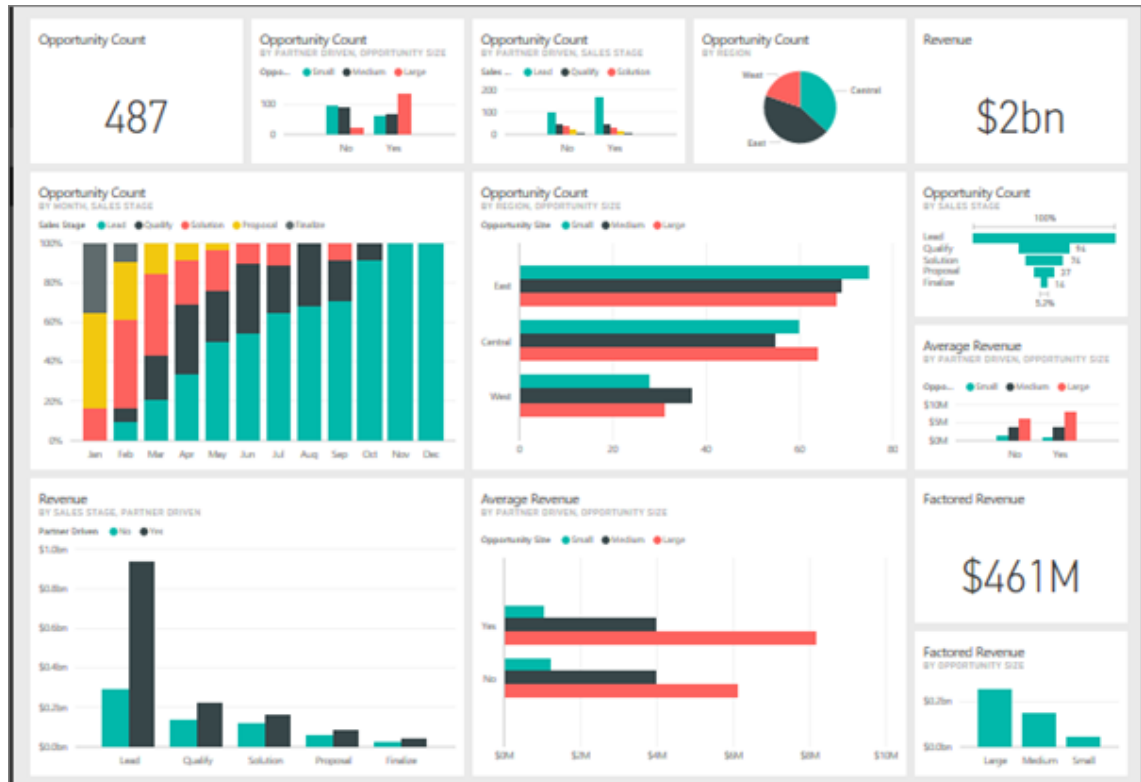 Opportunity Count
487
Opportunity Count
BY PARTNER DRIVEN, OPPORTUNITY SIZE
Oppo... Small Medium Large
100
0
No Yes
Opportunity Count
BY PARTNER DRIVEN, SALES STAGE
Sales ... Lead Qualify Solution
200
100
0
No Yes
Opportunity Count
BY REGION
West
Central
East
Revenue
$2bn
Opportunity Count
BY MONTH, SALES STAGE
Sales Stage Lead Qualify Solution Proposal Finalize
100%
80%
60%
40%
20%
0%
Jan Feb Mar Apr May Jun Jul Aug Sep Oct Nov Dec
Opportunity Count
BY REGION, OPPORTUNITY SIZE
Opportunity Size Small Medium Large
East
Central
West
0 20 40 60 80
Opportunity Count
BY SALES STAGE
100%
Lead
Qualify 94
Solution 76
Proposal 37
Finalize 16
5.2%
Average Revenue
BY PARTNER DRIVEN, OPPORTUNITY SIZE
Oppo... Small Medium Large
$10M
$5M
$0M
No Yes
Revenue
BY SALES STAGE, PARTNER DRIVEN
Partner Driven No Yes
$1.0bn
$0.8bn
$0.6bn
$0.4bn
$0.2bn
$0.0bn
Lead Qualify Solution Proposal Finalize
Average Revenue
BY PARTNER DRIVEN, OPPORTUNITY SIZE
Opportunity Size Small Medium Large
Yes
No
$0M $2M $4M $6M $8M $10M
Factored Revenue
$461M
Factored Revenue
BY OPPORTUNITY SIZE
$0.2bn
$0.0bn
Large Medium Small